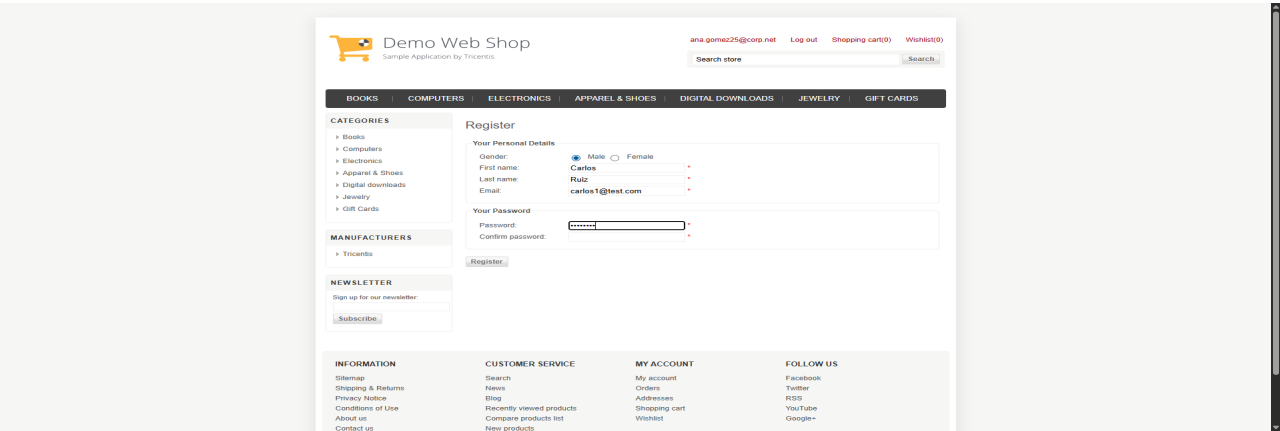 Demo Web Shop
Sample Application by Tricentis
ana.gomez25@corp.net Log out Shopping cart(0) Wishlist(0)
Search store Search
BOOKS COMPUTERS ELECTRONICS APPAREL & SHOES DIGITAL DOWNLOADS JEWELRY GIFT CARDS
CATEGORIES
Books
Computers
Electronics
Apparel & Shoes
Digital downloads
Jewelry
Gift Cards
MANUFACTURERS
Tricentis
NEWSLETTER
Sign up for our newsletter:
Subscribe
Register
Your Personal Details
Gender: Male Female
First name: Carlos *
Last name: Ruiz *
Email: carlos1@test.com *
Your Password
Password: •••••••• *
Confirm password: *
Register
INFORMATION
Sitemap
Shipping & Returns
Privacy Notice
Conditions of Use
About us
Contact us
CUSTOMER SERVICE
Search
News
Blog
Recently viewed products
Compare products list
New products
MY ACCOUNT
My account
Orders
Addresses
Shopping cart
Wishlist
FOLLOW US
Facebook
Twitter
RSS
YouTube
Google+